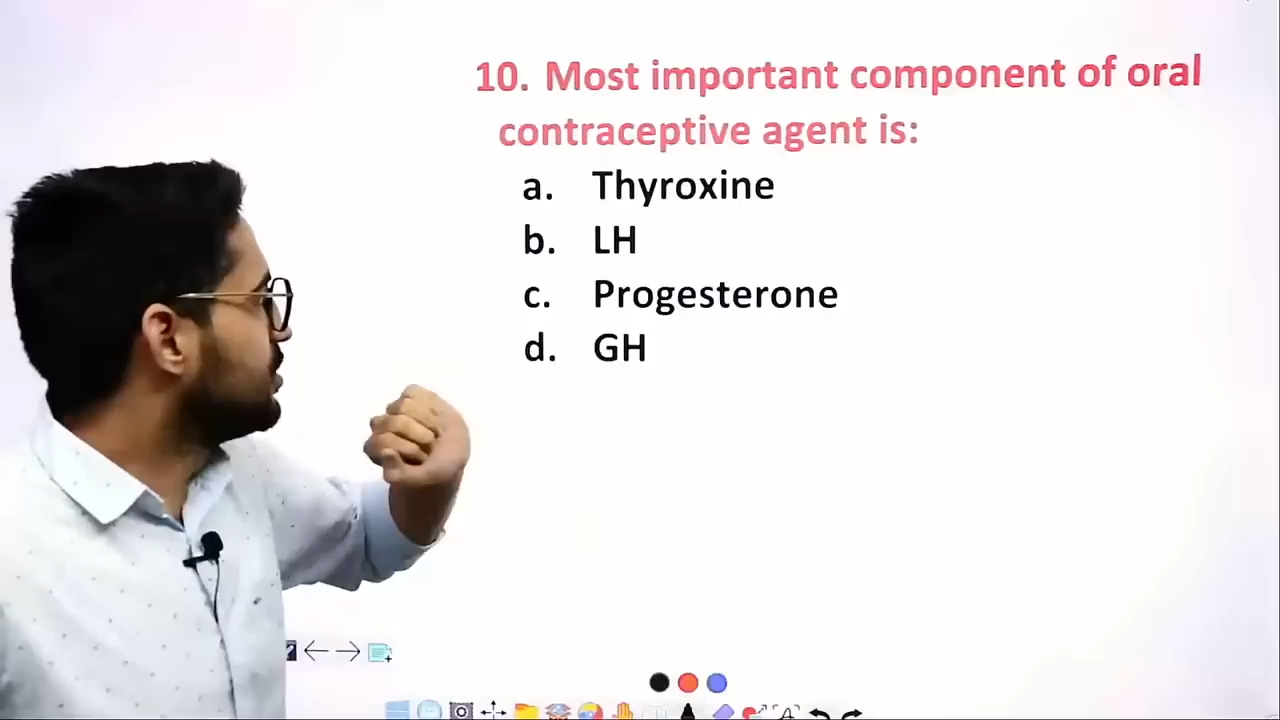 10. Most important component of oral
contraceptive agent is:
a. Thyroxine
b. LH
c. Progesterone
d. GH